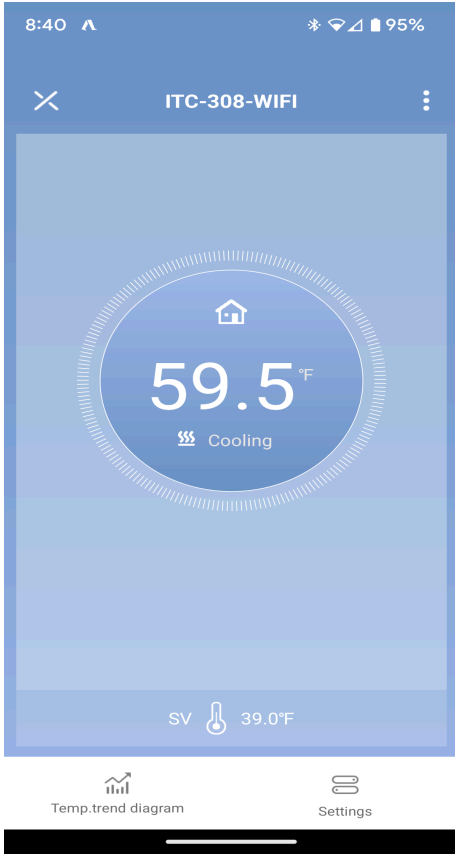 8:40
95%
ITC-308-WIFI
59.5 °F
Cooling
SV 39.0°F
Temp.trend diagram
Settings